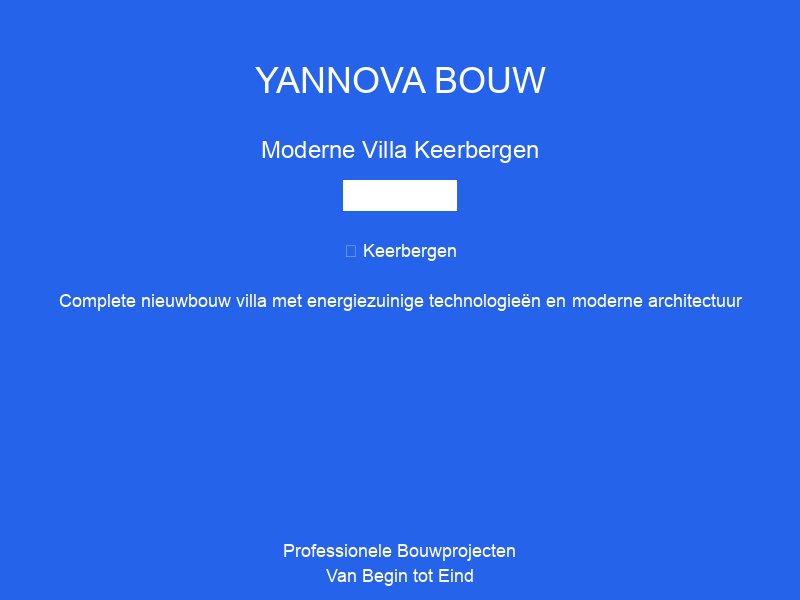 YANNOVA BOUW
Moderne Villa Keerbergen
Keerbergen
Complete nieuwbouw villa met energiezuinige technologieën en moderne architectuur
Professionele Bouwprojecten
Van Begin tot Eind